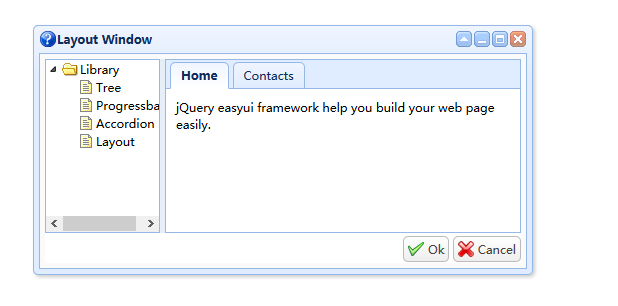 Layout Window
Library
Tree
Progressba
Accordion
Layout
Home
Contacts
jQuery easyui framework help you build your web page
easily.
Ok
Cancel